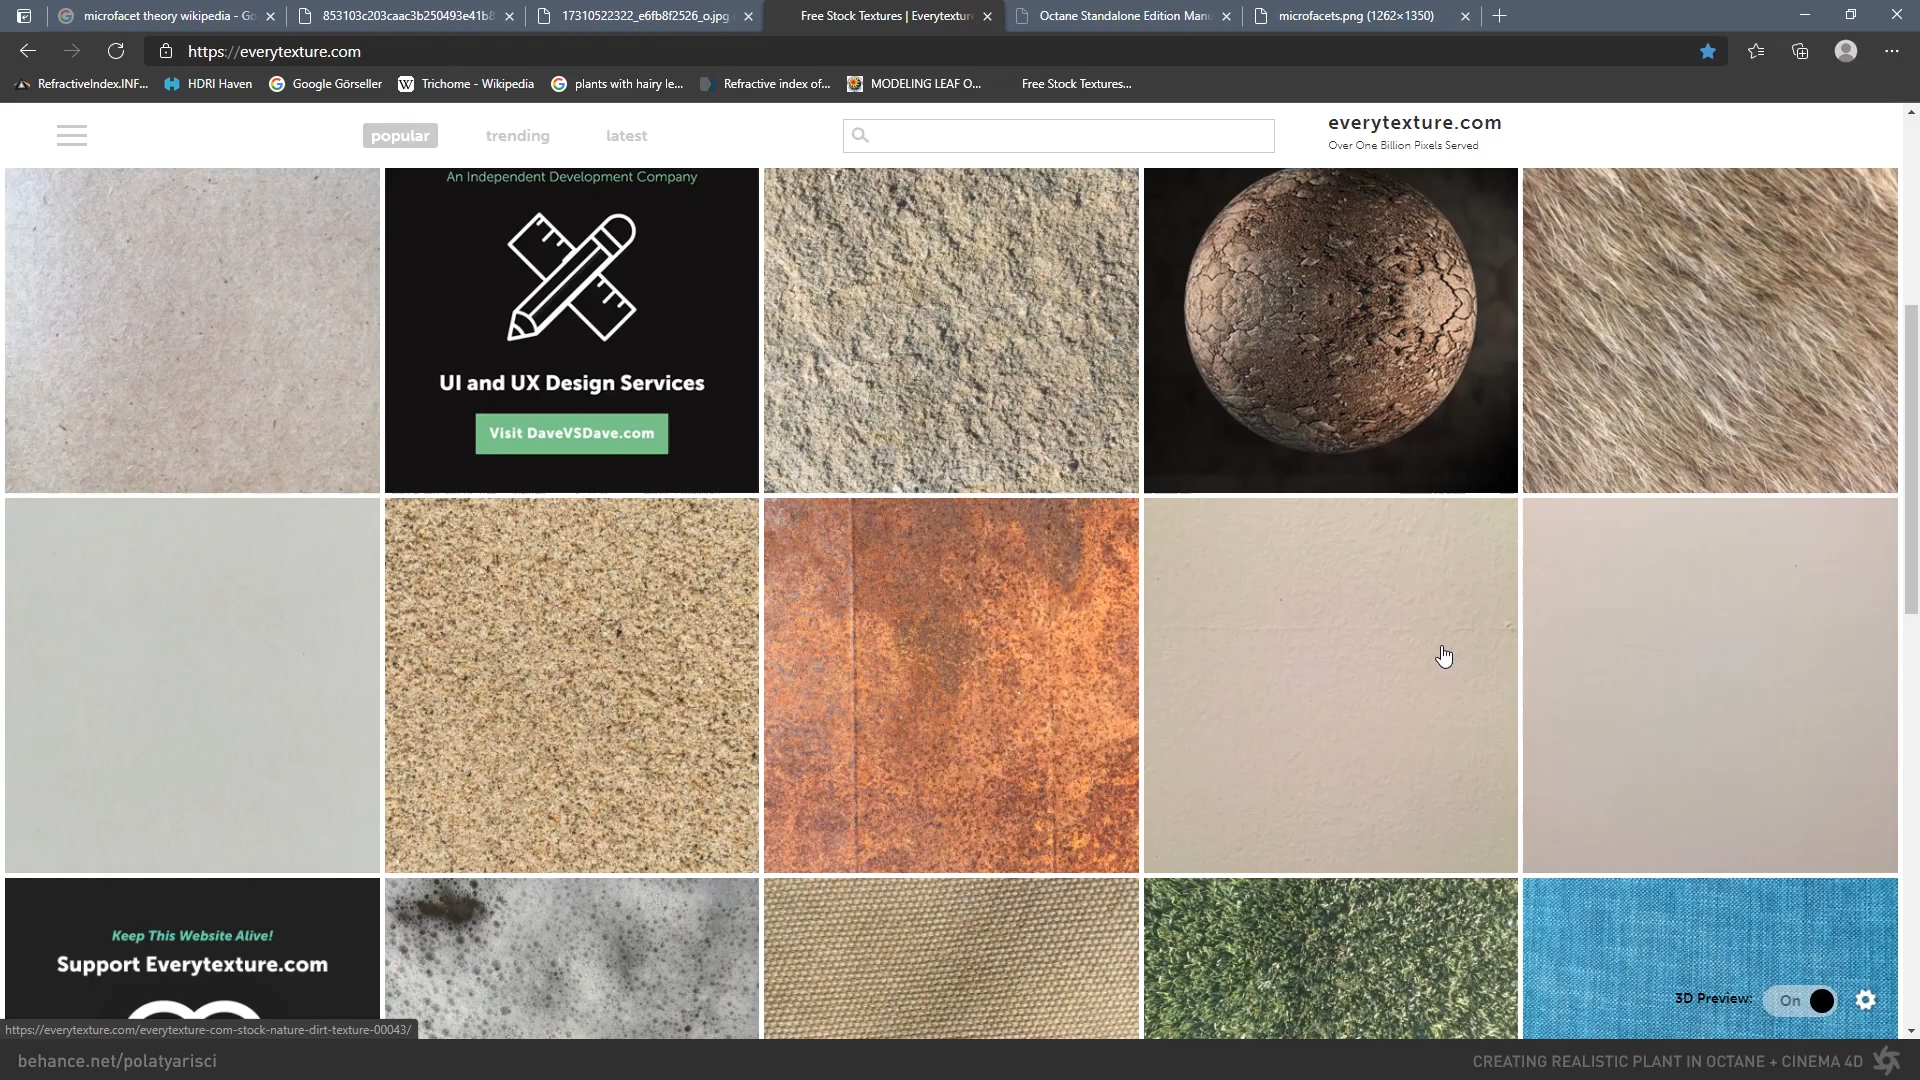 microfacet theory wikipedia - Go
853103c203caac3b250493e41b8
17310522322_e6fb8f2526_o.jpg
Free Stock Textures | Everytexture
Octane Standalone Edition Manu
microfacets.png (1262×1350)
https://everytexture.com
RefractiveIndex.INF...
HDRI Haven
Google Görseller
Trichome - Wikipedia
plants with hairy le...
Refractive index of...
MODELING LEAF O...
Free Stock Textures...
popular
trending
latest
everytexture.com
Over One Billion Pixels Served
An Independent Development Company
UI and UX Design Services
Visit DaveVSDave.com
Keep This Website Alive!
Support Everytexture.com
3D Preview:
On
https://everytexture.com/everytexture-com-stock-nature-dirt-texture-00043/
behance.net/polatyarisci
CREATING REALISTIC PLANT IN OCTANE + CINEMA 4D